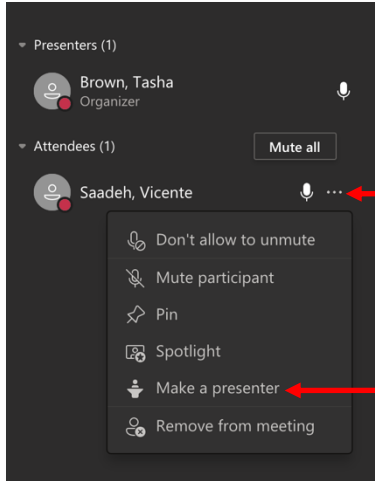 Presenters (1)
Brown, Tasha
Organizer
Attendees (1)
Mute all
Saadeh, Vicente
Don't allow to unmute
Mute participant
Pin
Spotlight
Make a presenter
Remove from meeting